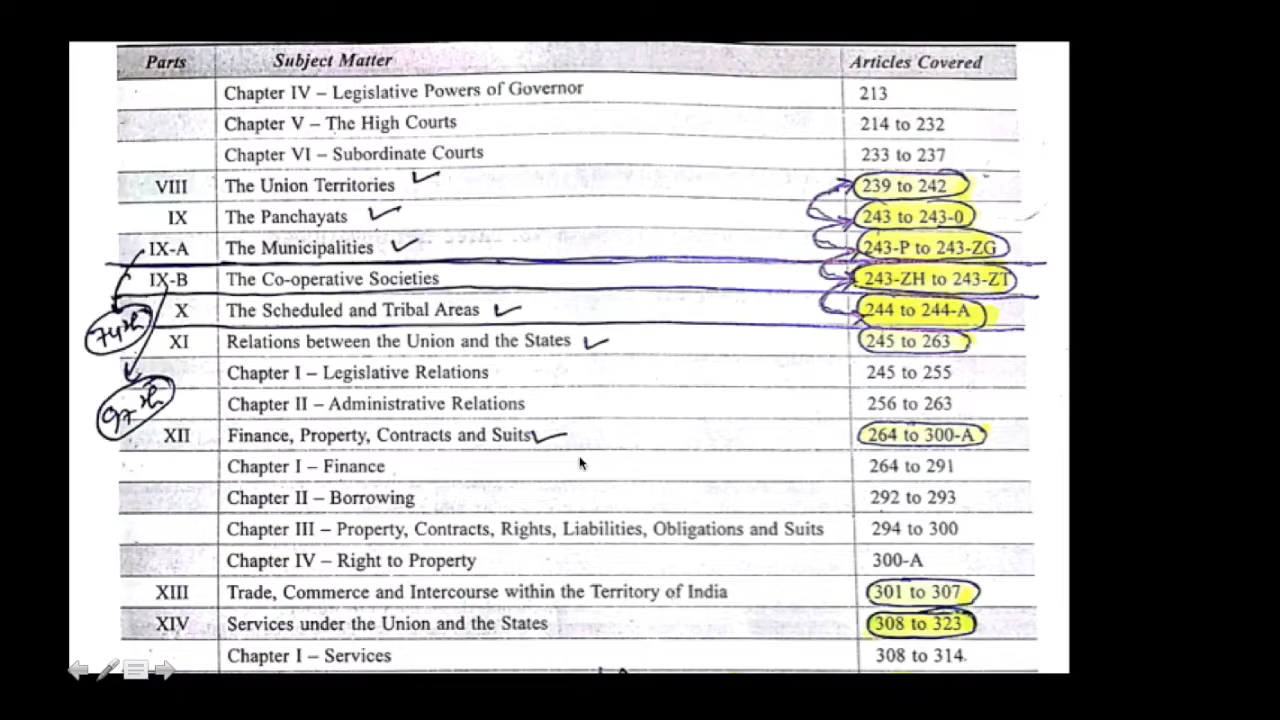 Parts Subject Matter Articles Covered
Chapter IV – Legislative Powers of Governor 213
Chapter V – The High Courts 214 to 232
Chapter VI – Subordinate Courts 233 to 237
VIII The Union Territories 239 to 242
IX The Panchayats 243 to 243-0
IX-A The Municipalities 243-P to 243-ZG
IX-B The Co-operative Societies 243-ZH to 243-ZT
X The Scheduled and Tribal Areas 244 to 244-A
74वें
XI Relations between the Union and the States 245 to 263
Chapter I – Legislative Relations 245 to 255
97वें
Chapter II – Administrative Relations 256 to 263
XII Finance, Property, Contracts and Suits 264 to 300-A
Chapter I – Finance 264 to 291
Chapter II – Borrowing 292 to 293
Chapter III – Property, Contracts, Rights, Liabilities, Obligations and Suits 294 to 300
Chapter IV – Right to Property 300-A
XIII Trade, Commerce and Intercourse within the Territory of India 301 to 307
XIV Services under the Union and the States 308 to 323
Chapter I – Services 308 to 314